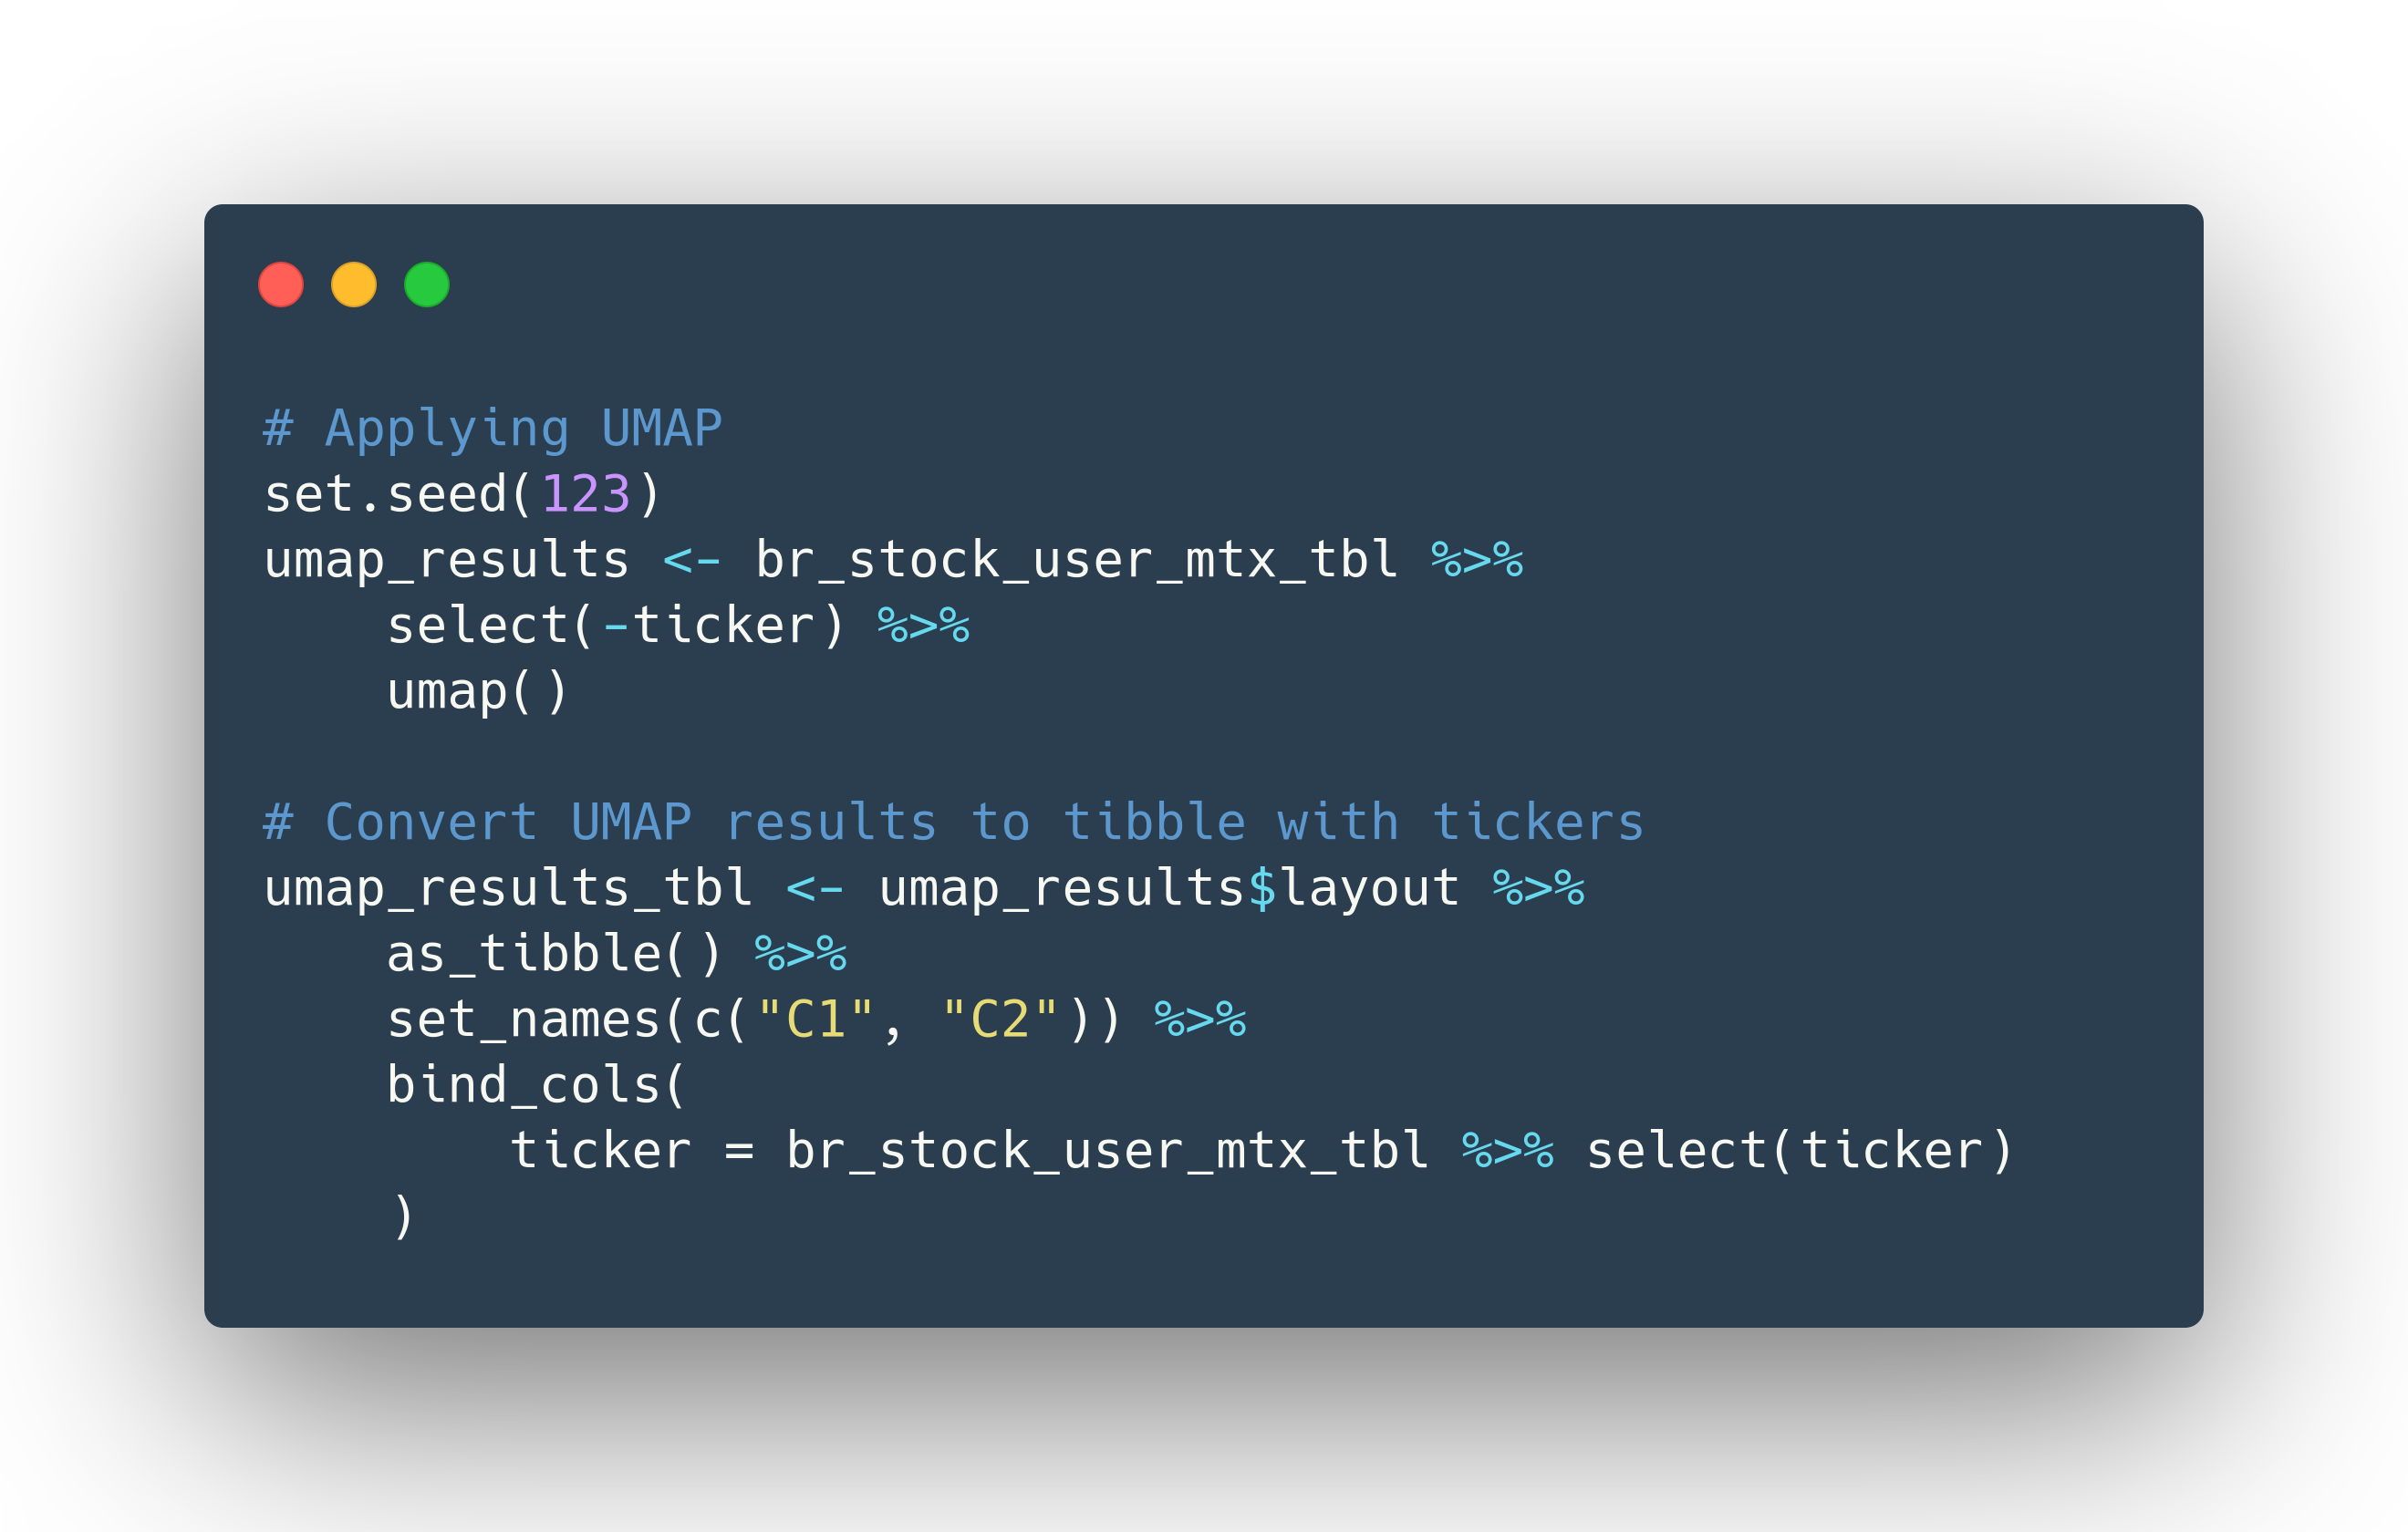 # Applying UMAP
set.seed(123)
umap_results <- br_stock_user_mtx_tbl %>%
    select(-ticker) %>%
    umap()

# Convert UMAP results to tibble with tickers
umap_results_tbl <- umap_results$layout %>%
    as_tibble() %>%
    set_names(c("C1", "C2")) %>%
    bind_cols(
        ticker = br_stock_user_mtx_tbl %>% select(ticker)
    )